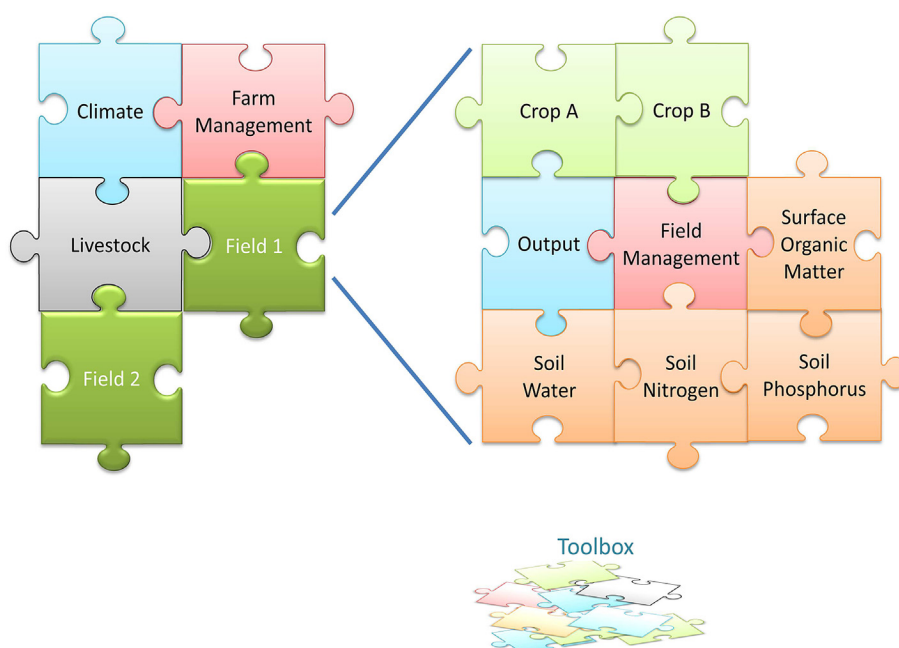 Climate
Farm
Management
Livestock
Field 1
Field 2
Crop A
Crop B
Output
Field
Management
Surface
Organic
Matter
Soil
Water
Soil
Nitrogen
Soil
Phosphorus
Toolbox